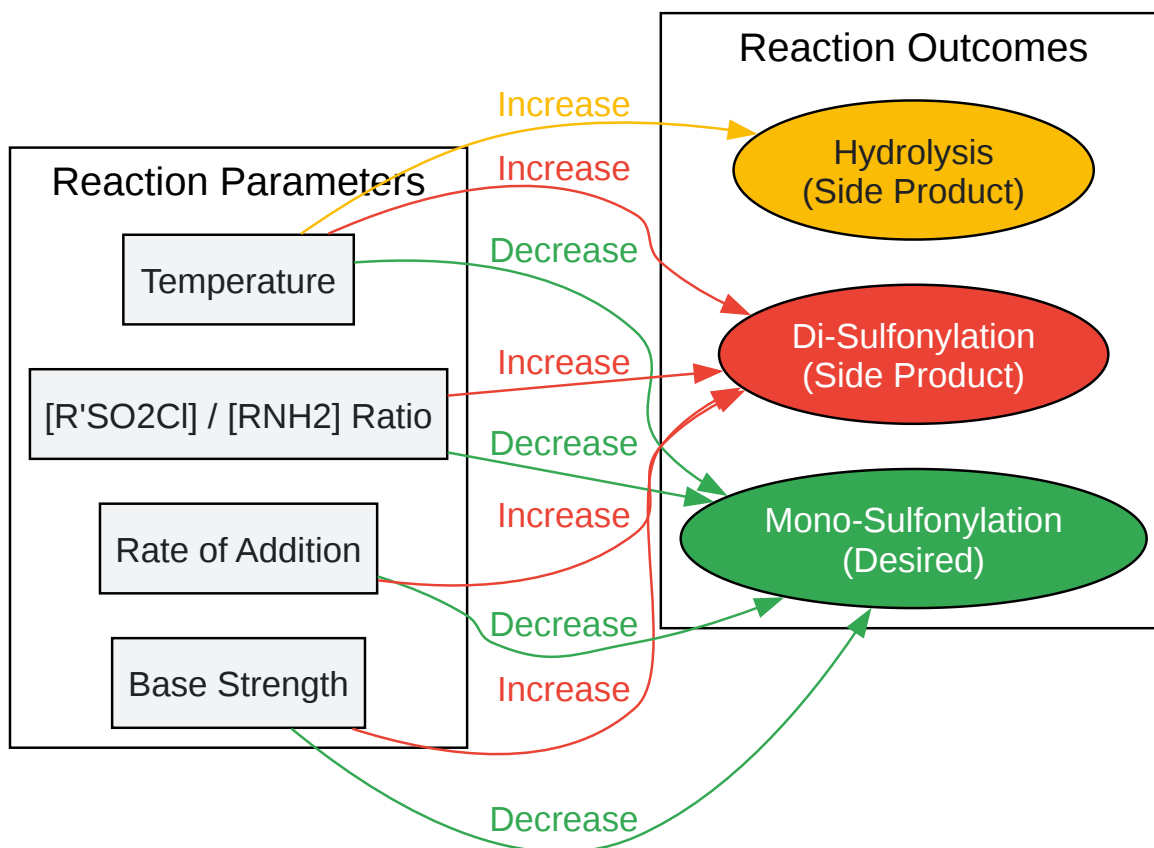 Reaction Outcomes
Increase
Hydrolysis
(Side Product)
Increase
Reaction Parameters
Decrease
Temperature
Di-Sulfonylation
(Side Product)
Increase
[R'SO2Cl] / [RNH2] Ratio
Decrease
Mono-Sulfonylation
(Desired)
Increase
Rate of Addition
Decrease
Base Strength
Increase
Decrease